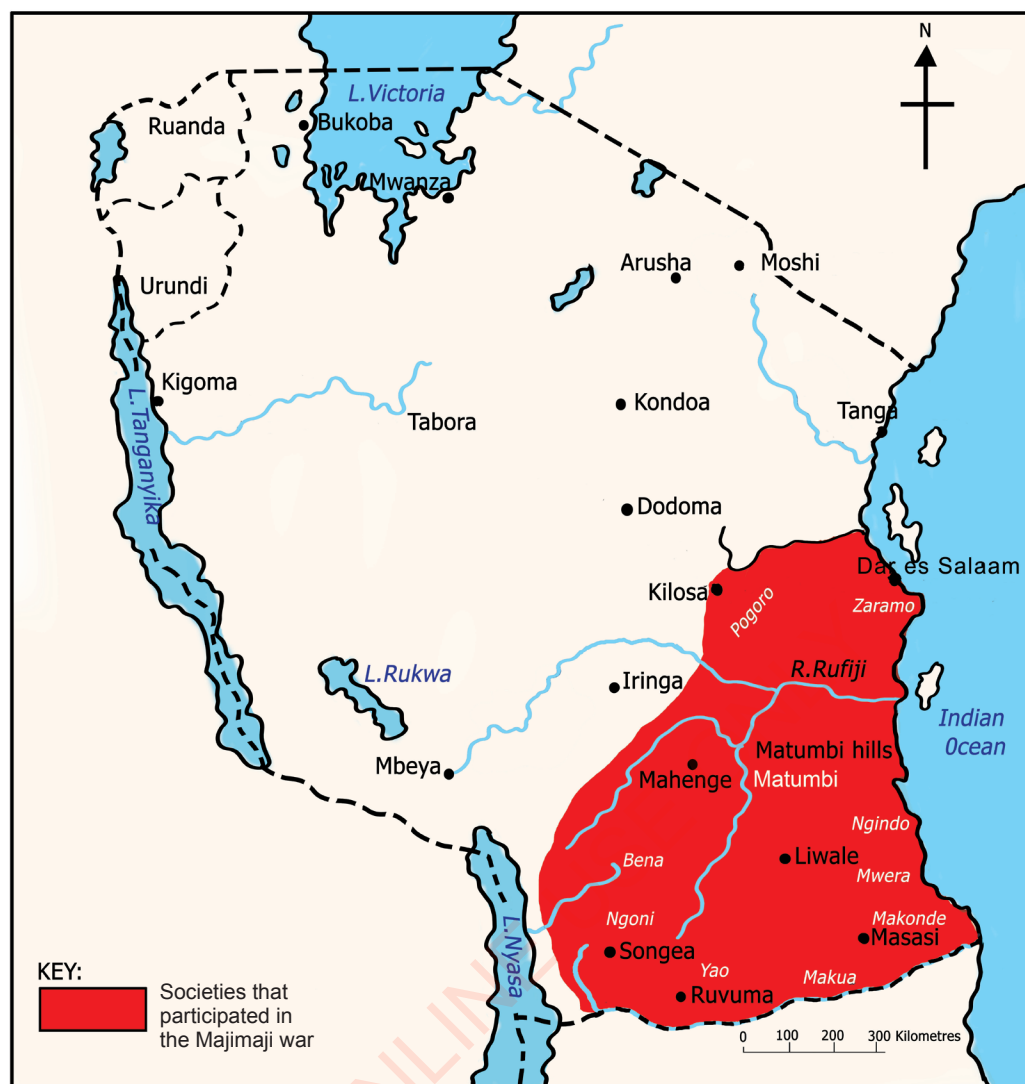 N
L.Victoria
Ruanda
Bukoba
Mwanza
Arusha
Moshi
Urundi
Kigoma
L.Tanganyika
Tabora
Kondoa
Tanga
Dodoma
Dar es Salaam
Kilosa
Pogoro
Zaramo
L.Rukwa
Iringa
R.Rufiji
Indian
Ocean
Mbeya
Matumbi hills
Mahenge
Matumbi
Ngindo
Bena
Liwale
Mwera
Ngoni
Makonde
Songea
Masasi
L.Nyasa
Yao
Makua
Ruvuma
KEY:
Societies that
participated in
the Majimaji war
0 100 200 300 Kilometres